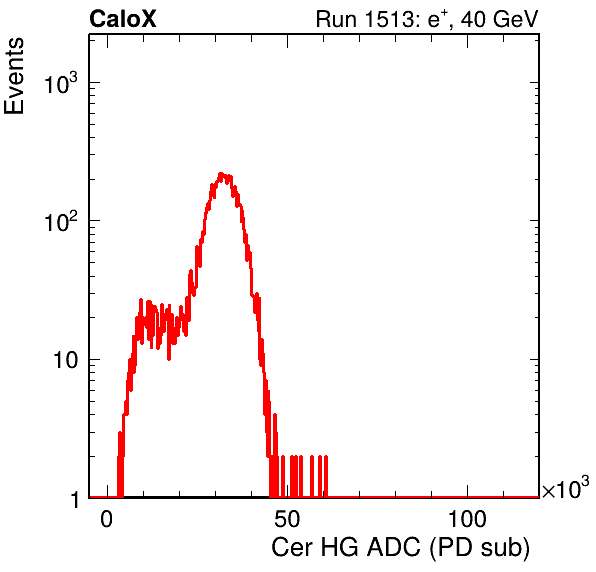 CaloX Run 1513: e⁺, 40 GeV
Events
10³
10²
10
1
0 50 100 ×10³
Cer HG ADC (PD sub)